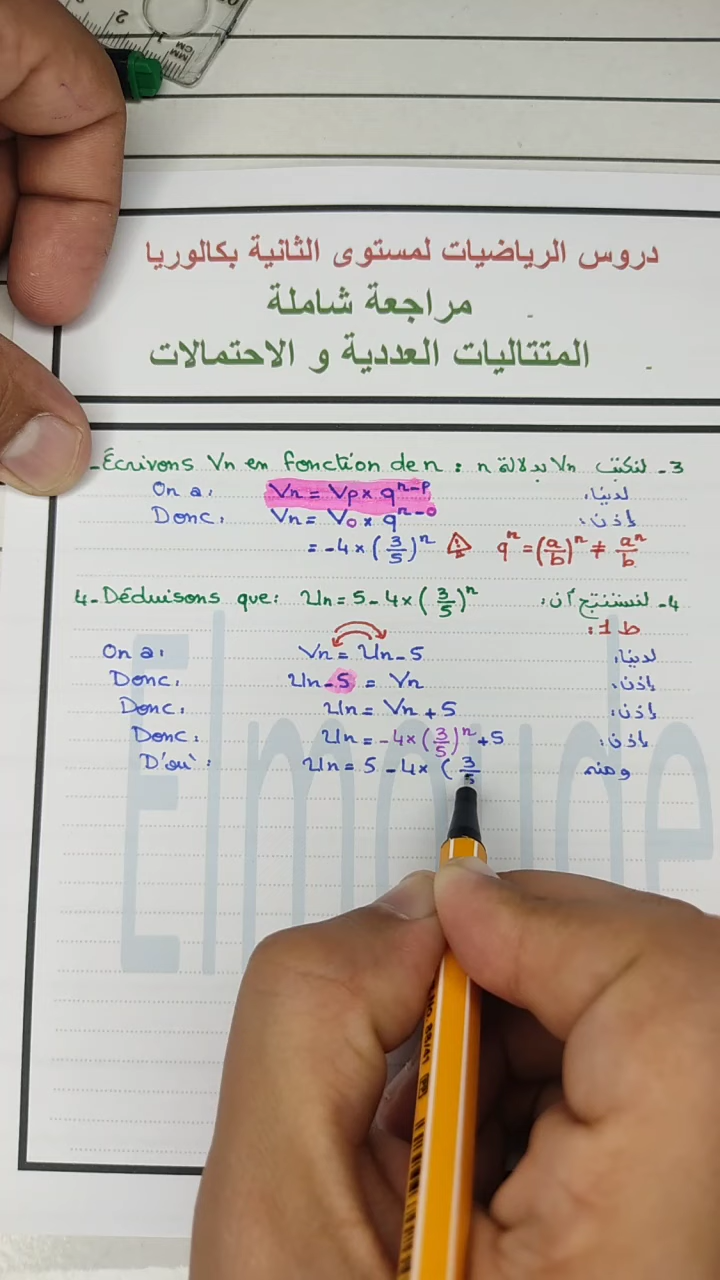 دروس الرياضيات لمستوى الثانية بكالوريا
مراجعة شاملة
المتتاليات العددية و الاحتمالات
-Écrivons Vn en fonction de n : 3- لنكتب Vn بدلالة n
On a: Vn = Vp × q^(n-p) لدينا:
Donc: Vn = V0 × q^(n-0) إذن:
= -4 × (3/5)^n ⚠ q^n = (a/b)^n ≠ a^n/b
4-Déduisons que: Un = 5 - 4 × (3/5)^n 4- لنستنتج أن:
ط 1:
On a: Vn = Un - 5 لدينا:
Donc: Un - 5 = Vn إذن:
Donc: Un = Vn + 5 إذن:
Donc: Un = -4 × (3/5)^n + 5 إذن:
D'où: Un = 5 - 4 × (3/5 ومنه
Elmoude